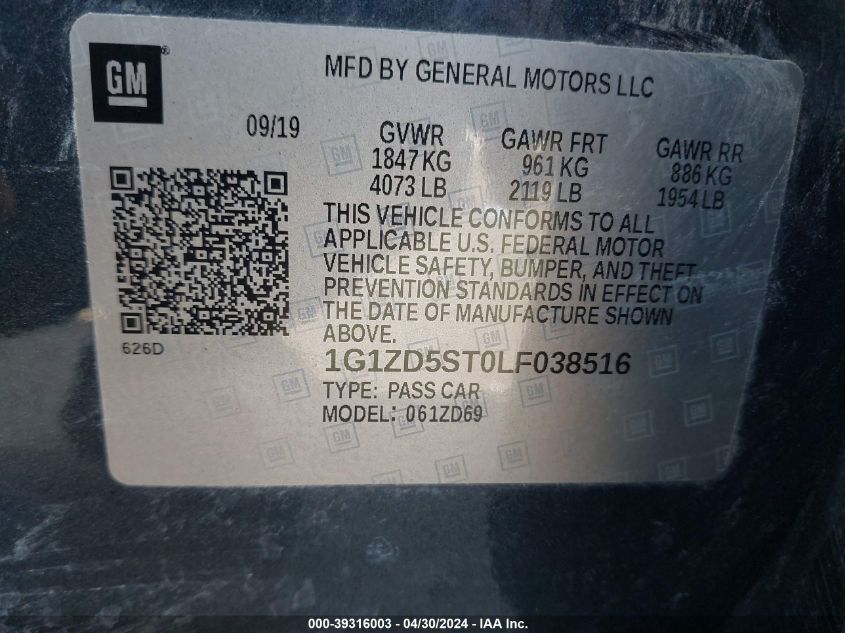 GM
MFD BY GENERAL MOTORS LLC
09/19
GVWR
1847 KG
4073 LB
GAWR FRT
961 KG
2119 LB
GAWR RR
886 KG
1954 LB
THIS VEHICLE CONFORMS TO ALL
APPLICABLE U.S. FEDERAL MOTOR
VEHICLE SAFETY, BUMPER, AND THEFT
PREVENTION STANDARDS IN EFFECT ON
THE DATE OF MANUFACTURE SHOWN
ABOVE.
626D
1G1ZD5ST0LF038516
TYPE: PASS CAR
MODEL: 061ZD69
000-39316003 - 04/30/2024 - IAA Inc.